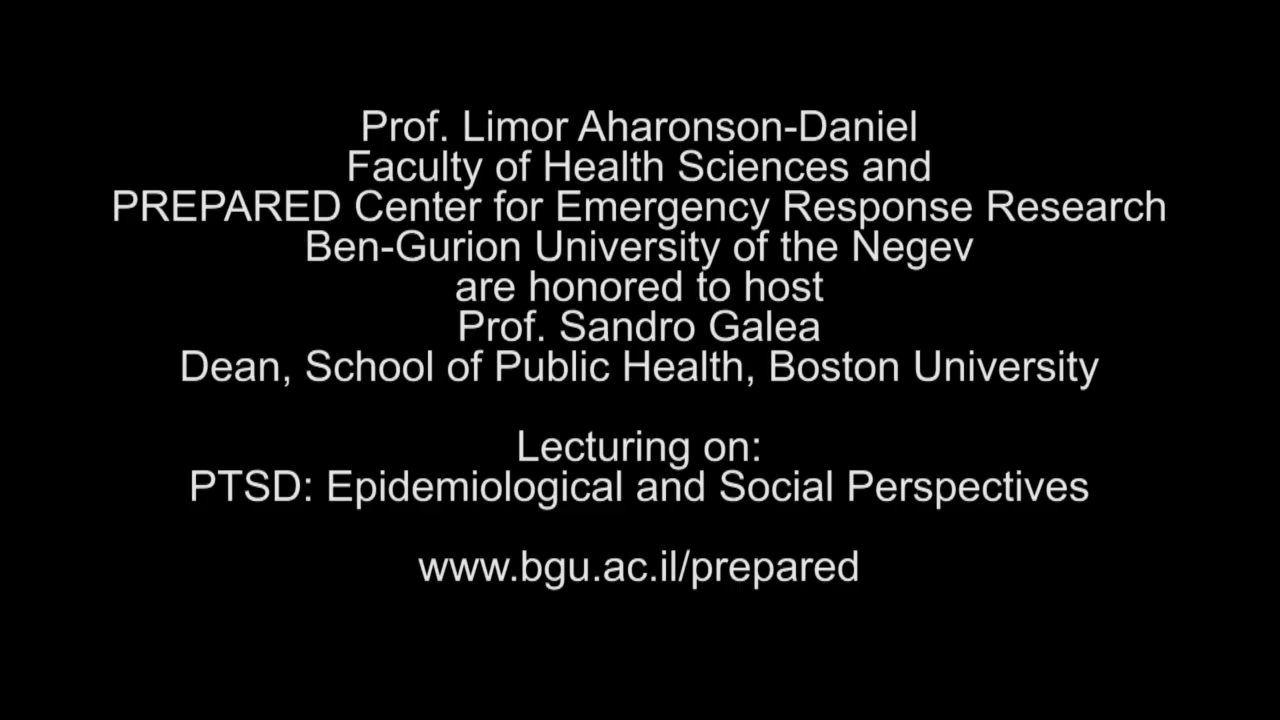 Prof. Limor Aharonson-Daniel
Faculty of Health Sciences and
PREPARED Center for Emergency Response Research
Ben-Gurion University of the Negev
are honored to host
Prof. Sandro Galea
Dean, School of Public Health, Boston University
Lecturing on:
PTSD: Epidemiological and Social Perspectives
www.bgu.ac.il/prepared